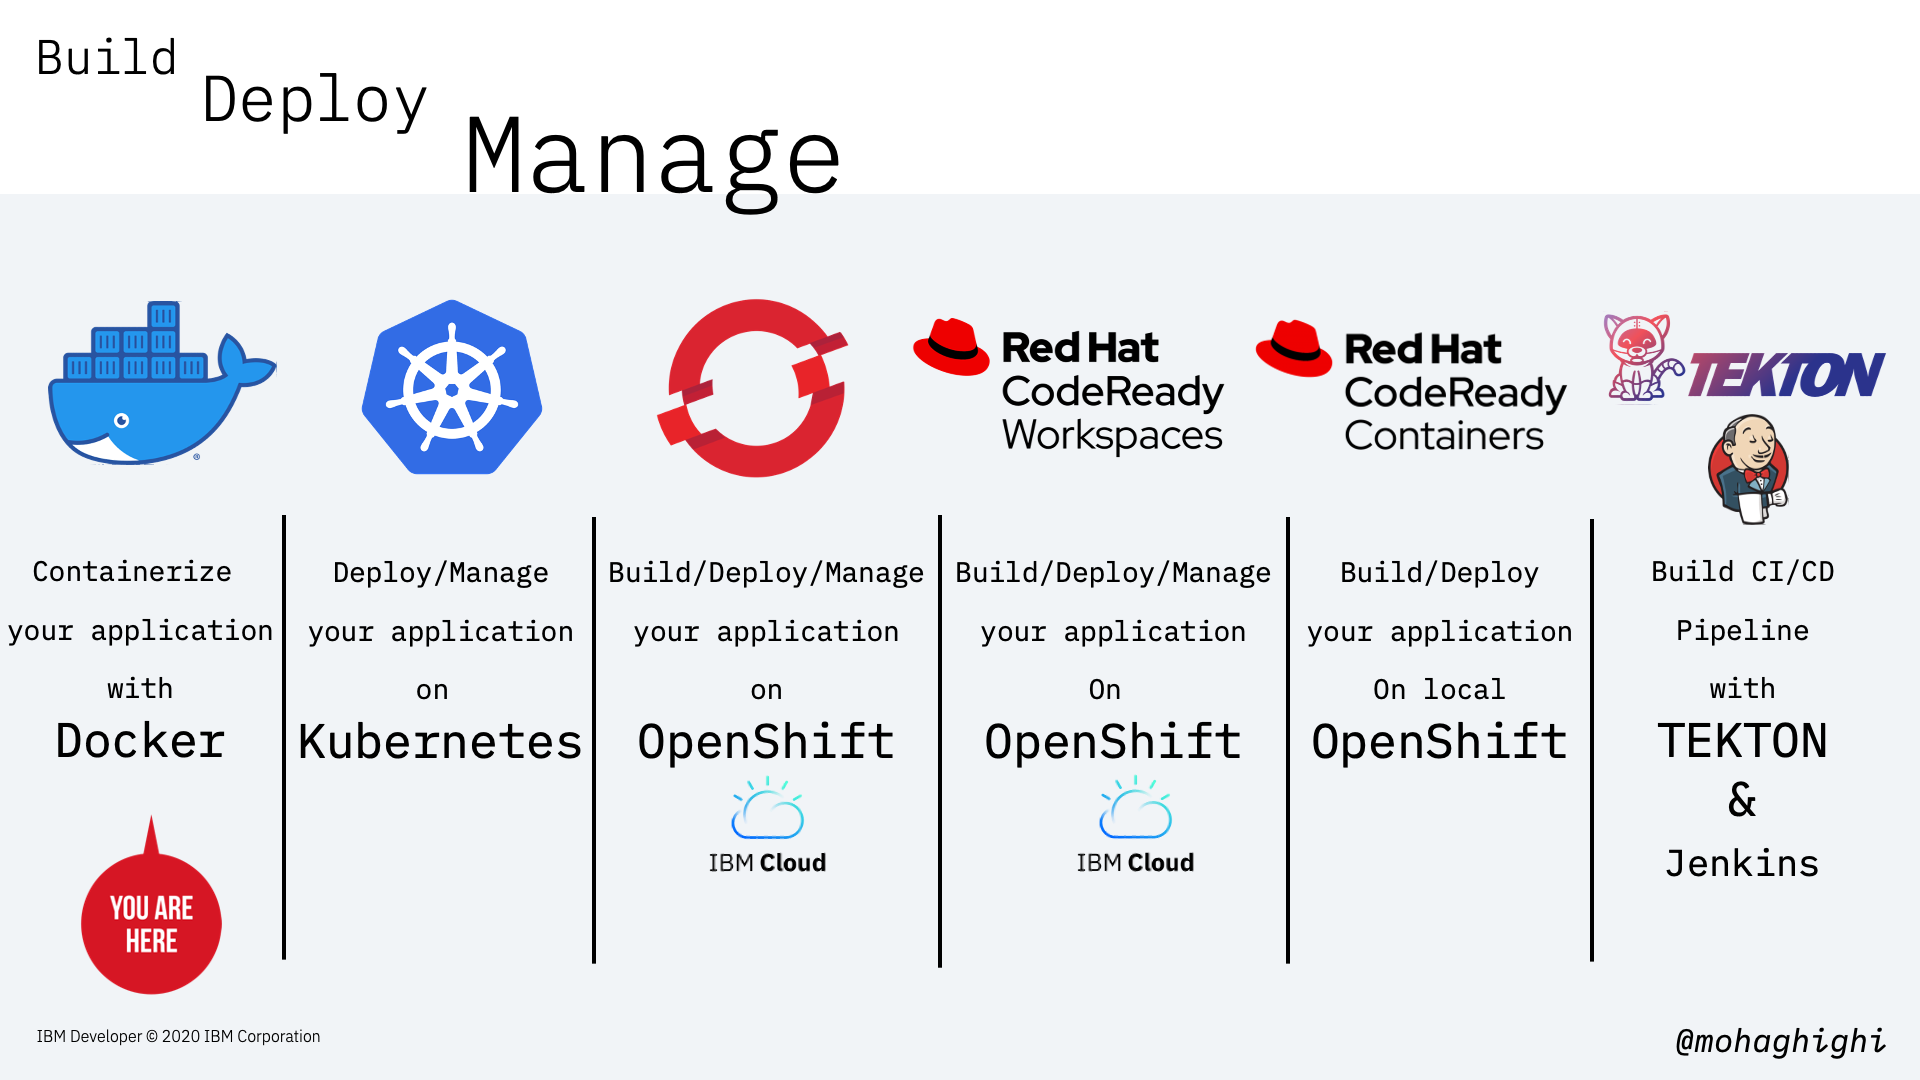 Build
Deploy
Manage
Red Hat
CodeReady
Workspaces
Red Hat
CodeReady
Containers
TEKTON
®
Containerize
your application
with
Docker
YOU ARE
HERE
Deploy/Manage
your application
on
Kubernetes
Build/Deploy/Manage
your application
on
OpenShift
IBM Cloud
Build/Deploy/Manage
your application
On
OpenShift
IBM Cloud
Build/Deploy
your application
On local
OpenShift
Build CI/CD
Pipeline
with
TEKTON
&
Jenkins
IBM Developer © 2020 IBM Corporation
@mohaghighi